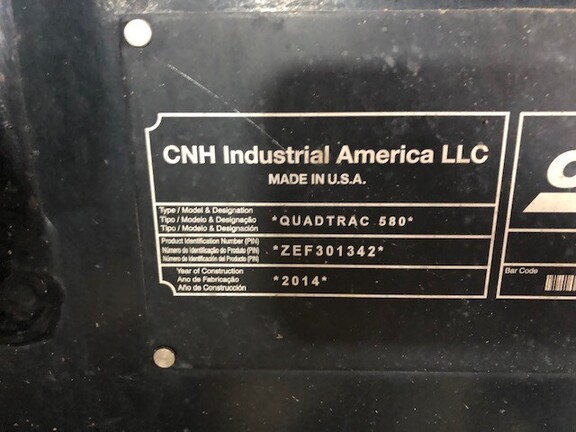 CNH Industrial America LLC
MADE IN U.S.A.
Type / Model & Designation
Tipo / Modelo & Designação
Tipo / Modelo & Designación
*QUADTRAC 580*
Product Identification Number (PIN)
Número de Identificação do Produto (PIN)
Número de Identificación del Producto (PIN)
*ZEF301342*
Year of Construction
Ano de Fabricação
Año de Construcción
*2014*
Bar Code